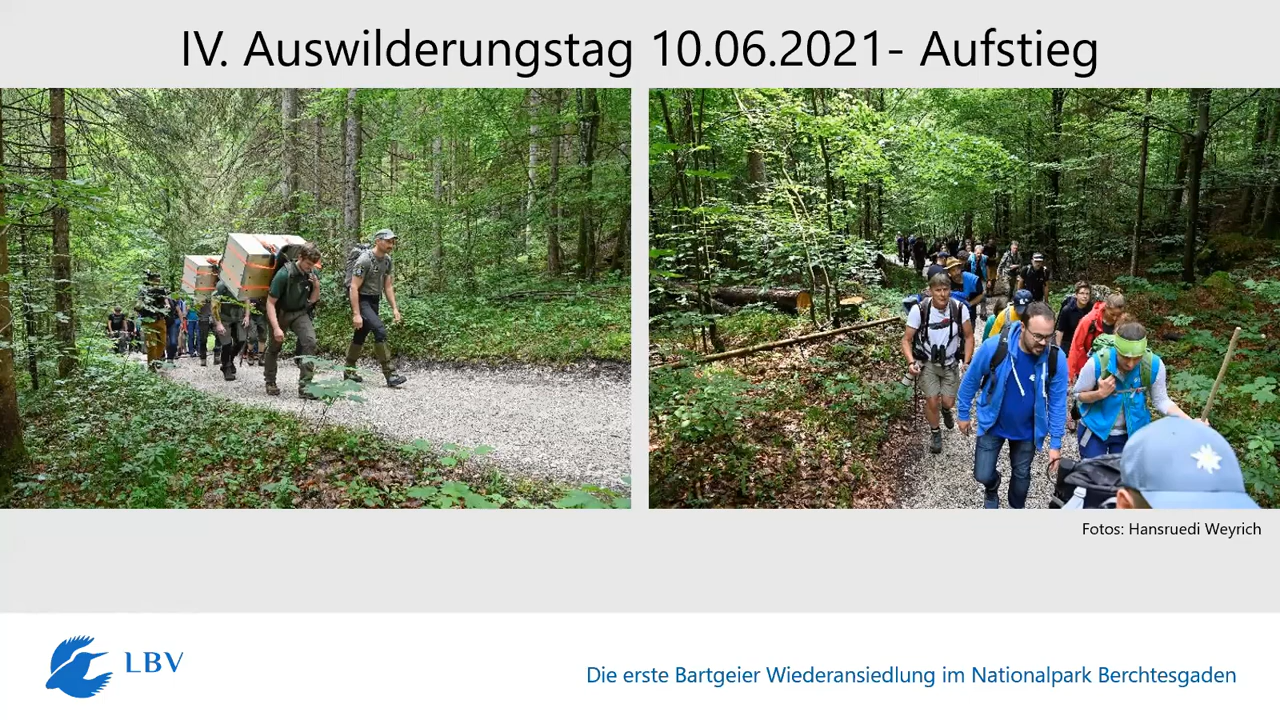 IV. Auswilderungstag 10.06.2021- Aufstieg
Fotos: Hansruedi Weyrich
LBV
Die erste Bartgeier Wiederansiedlung im Nationalpark Berchtesgaden